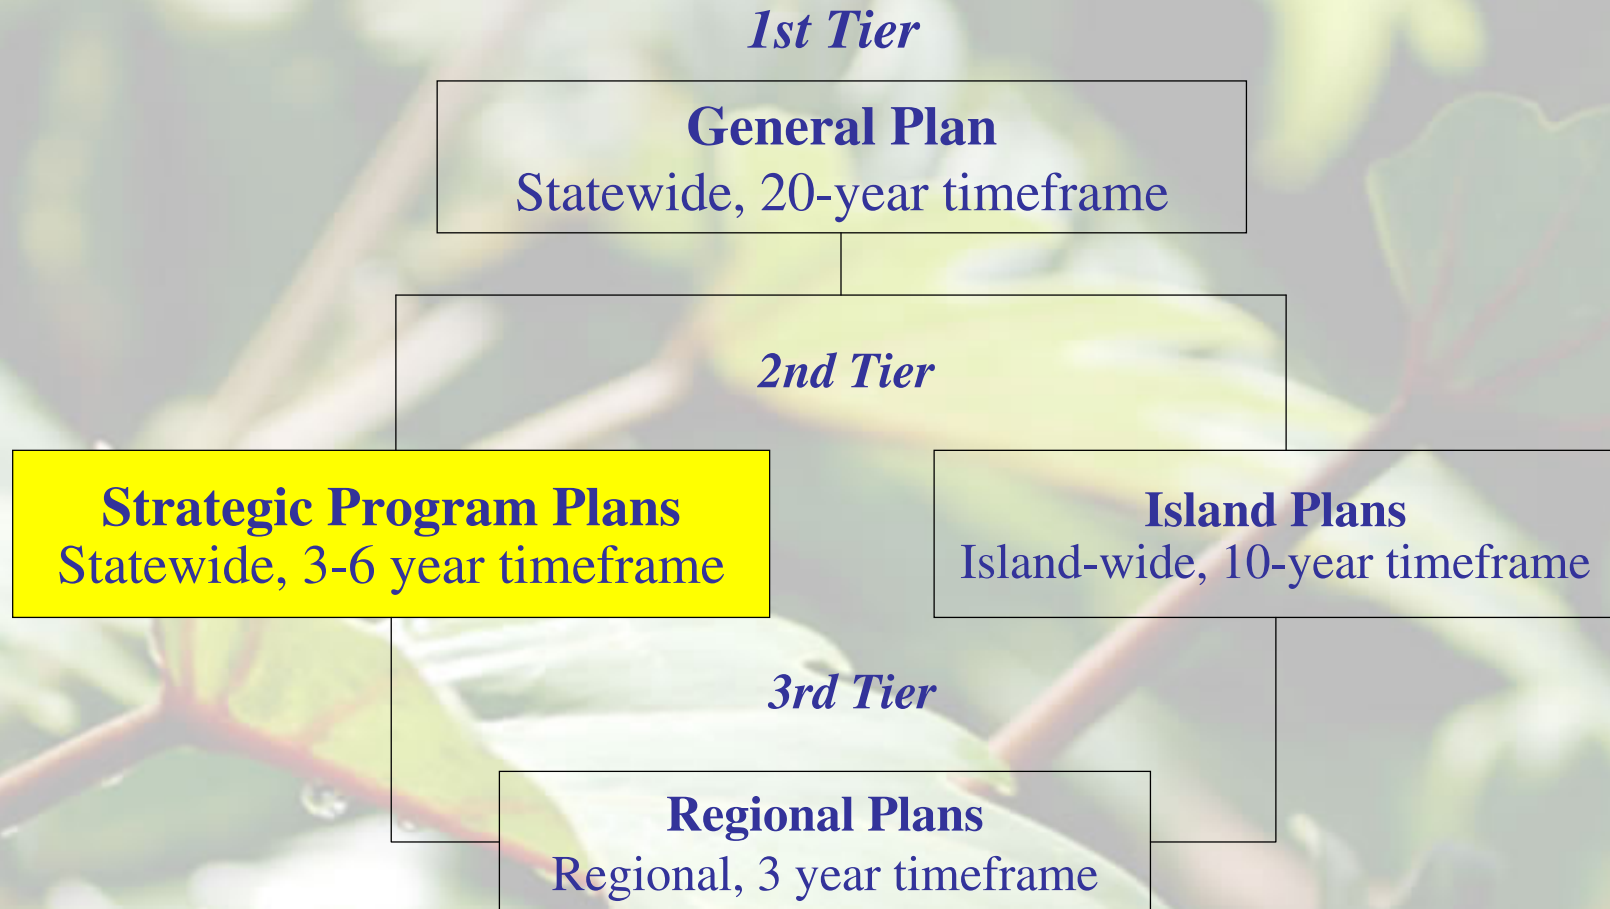 1st Tier
General Plan
Statewide, 20-year timeframe
2nd Tier
Strategic Program Plans
Statewide, 3-6 year timeframe
Island Plans
Island-wide, 10-year timeframe
3rd Tier
Regional Plans
Regional, 3 year timeframe